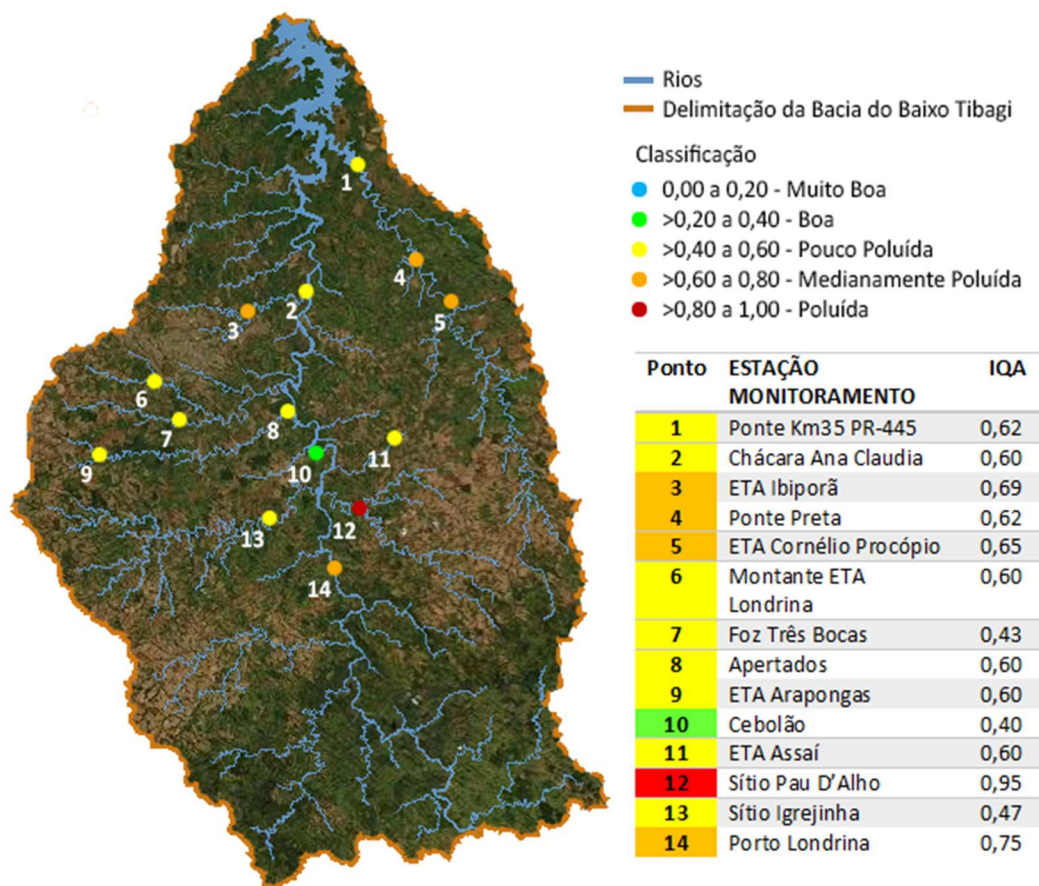 Rios
Delimitação da Bacia do Baixo Tibagi
Classificação
0,00 a 0,20 - Muito Boa
>0,20 a 0,40 - Boa
>0,40 a 0,60 - Pouco Poluída
>0,60 a 0,80 - Medianamente Poluída
>0,80 a 1,00 - Poluída
1
4
2
5
3
6
7
8
9
10
11
12
13
14
Ponto ESTAÇÃO IQA
MONITORAMENTO
1 Ponte Km35 PR-445 0,62
2 Chácara Ana Claudia 0,60
3 ETA Ibiporã 0,69
4 Ponte Preta 0,62
5 ETA Cornélio Procópio 0,65
6 Montante ETA 0,60
Londrina
7 Foz Três Bocas 0,43
8 Apertados 0,60
9 ETA Arapongas 0,60
10 Cebolão 0,40
11 ETA Assaí 0,60
12 Sítio Pau D’Alho 0,95
13 Sítio Igrejinha 0,47
14 Porto Londrina 0,75